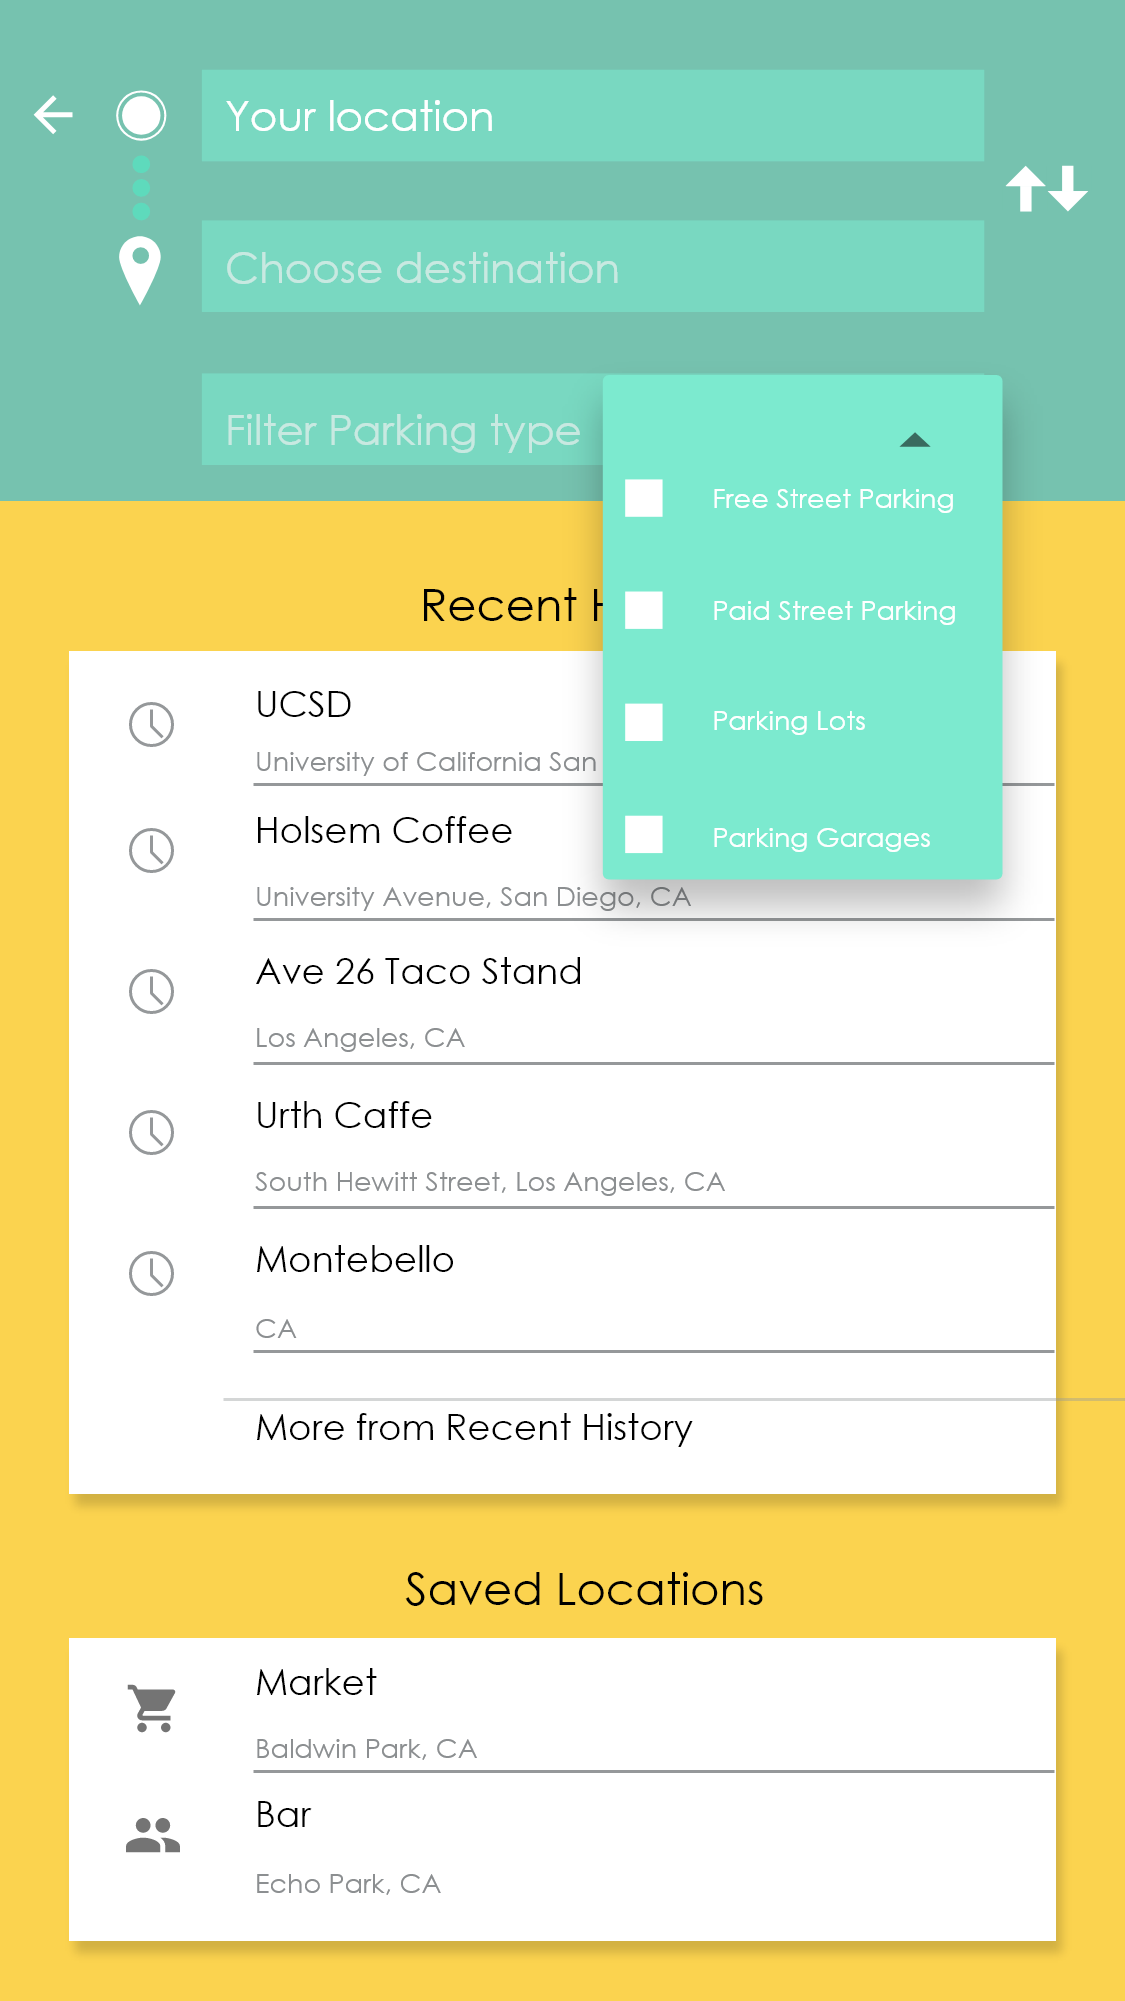 Your location
Choose destination
Filter Parking type
Free Street Parking
Paid Street Parking
Parking Lots
Parking Garages
Recent
UCSD
University of California San
Holsem Coffee
University Avenue, San Diego, CA
Ave 26 Taco Stand
Los Angeles, CA
Urth Caffe
South Hewitt Street, Los Angeles, CA
Montebello
CA
More from Recent History
Saved Locations
Market
Baldwin Park, CA
Bar
Echo Park, CA